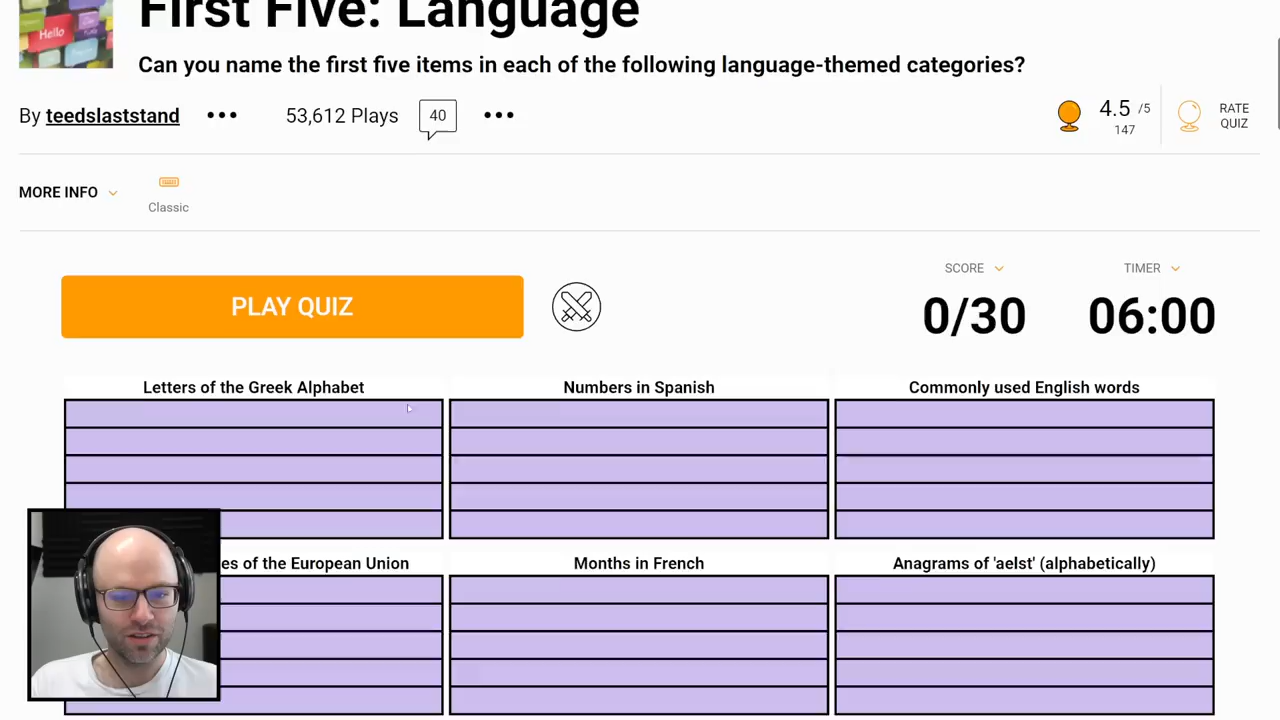 First Five: Language
Hello
Can you name the first five items in each of the following language-themed categories?
By teedslaststand ••• 53,612 Plays 40 •••
4.5 /5
147
RATE
QUIZ
MORE INFO
Classic
PLAY QUIZ
SCORE
0/30
TIMER
06:00
Letters of the Greek Alphabet
Numbers in Spanish
Commonly used English words
es of the European Union
Months in French
Anagrams of 'aelst' (alphabetically)